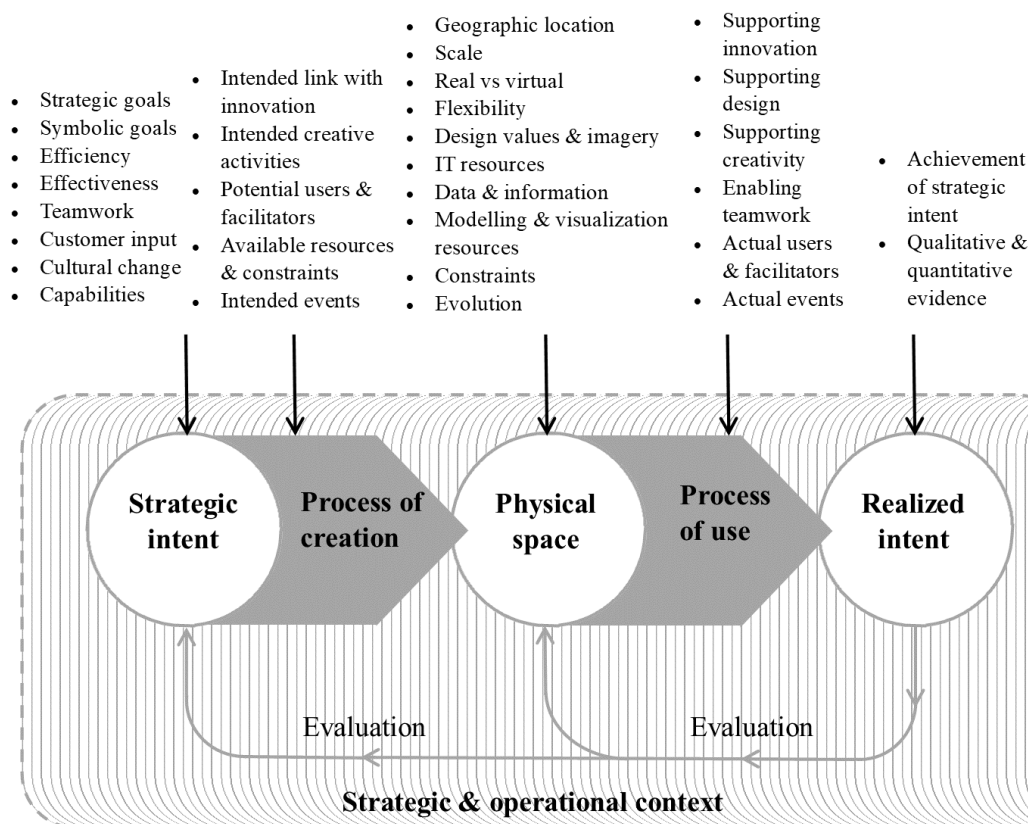 • Strategic goals
• Symbolic goals
• Efficiency
• Effectiveness
• Teamwork
• Customer input
• Cultural change
• Capabilities
• Intended link with
innovation
• Intended creative
activities
• Potential users &
facilitators
• Available resources
& constraints
• Intended events
• Geographic location
• Scale
• Real vs virtual
• Flexibility
• Design values & imagery
• IT resources
• Data & information
• Modelling & visualization
resources
• Constraints
• Evolution
• Supporting
innovation
• Supporting
design
• Supporting
creativity
• Enabling
teamwork
• Actual users
& facilitators
• Actual events
• Achievement
of strategic
intent
• Qualitative &
quantitative
evidence
Strategic
intent
Process of
creation
Physical
space
Process
of use
Realized
intent
Evaluation
Evaluation
Strategic & operational context